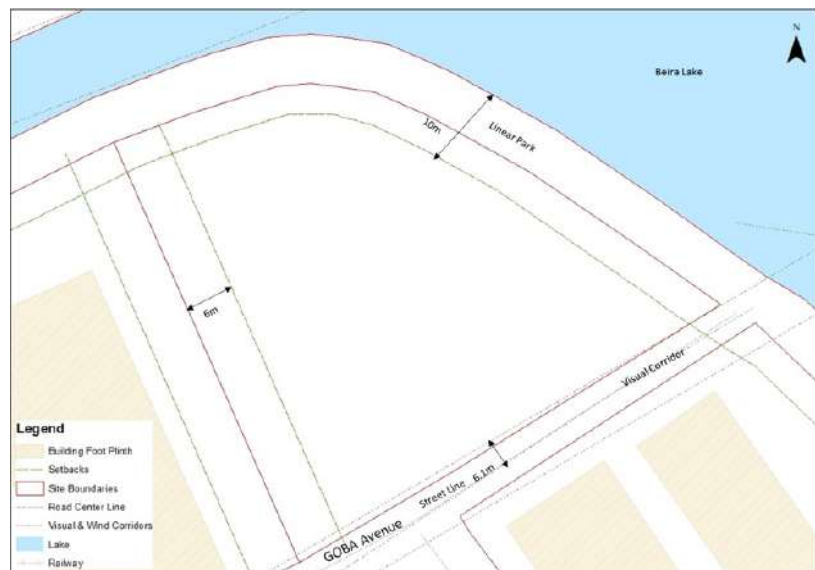 N
Beira Lake
10m
Linear Park
6m
Visual Corridor
Street Line 6.1m
GOBA Avenue
Legend
Building Foot Plinth
Setbacks
Site Boundaries
Road Center Line
Visual & Wind Corridors
Lake
Railway